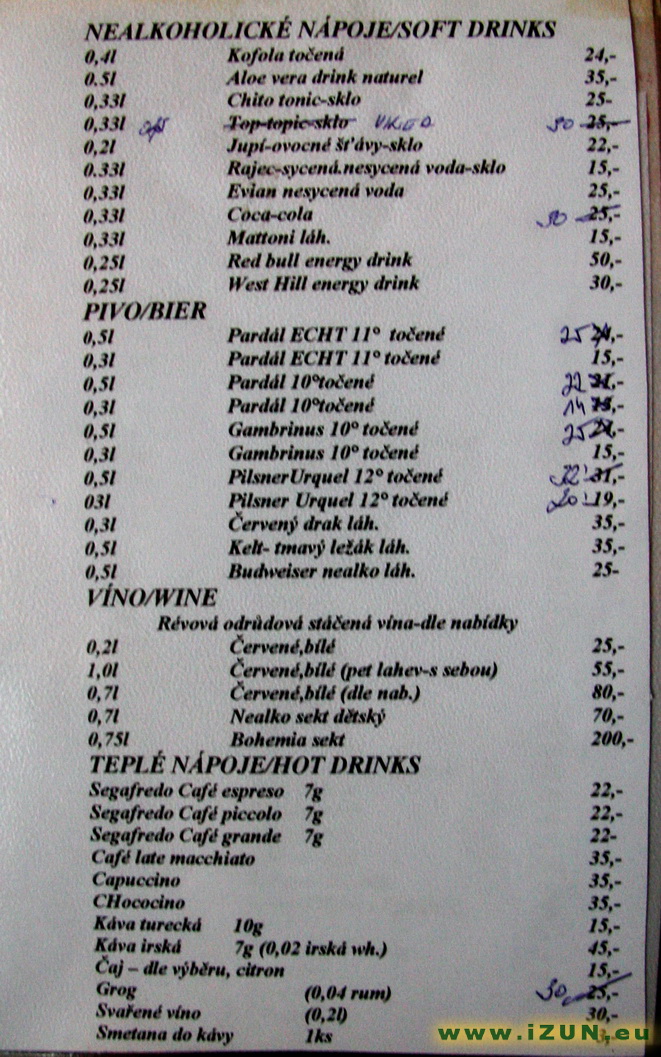 NEALKOHOLICKÉ NÁPOJE/SOFT DRINKS
0,4l Kofola točená 24,-
0.5l Aloe vera drink naturel 35,-
0,33l Chito tonic-sklo 25-
0,33l Top-topic-sklo 30 25,-
0,2l Jupí-ovocné šťávy-sklo 22,-
0.33l Rajec-sycená.nesycená voda-sklo 15,-
0,33l Evian nesycená voda 25,-
0,33l Coca-cola 30 25,-
0,33l Mattoni láh. 15,-
0,25l Red bull energy drink 50,-
0,25l West Hill energy drink 30,-
PIVO/BIER
0,5l Pardál ECHT 11° točené 25 24,-
0,3l Pardál ECHT 11° točené 15,-
0,5l Pardál 10°točené 22 21,-
0,3l Pardál 10°točené 14 ,-
0,5l Gambrinus 10° točené 25 ,-
0,3l Gambrinus 10° točené 15,-
0,5l PilsnerUrquel 12° točené 32 31,-
03l Pilsner Urquel 12° točené 20 19,-
0,3l Červený drak láh. 35,-
0,5l Kelt- tmavý ležák láh. 35,-
0,5l Budweiser nealko láh. 25-
VÍNO/WINE
Révová odrůdová stáčená vína-dle nabídky
0,2l Červené,bílé 25,-
1,0l Červené,bílé (pet lahev-s sebou) 55,-
0,7l Červené,bílé (dle nab.) 80,-
0,7l Nealko sekt dětský 70,-
0,75l Bohemia sekt 200,-
TEPLÉ NÁPOJE/HOT DRINKS
Segafredo Café espreso 7g 22,-
Segafredo Café piccolo 7g 22,-
Segafredo Café grande 7g 22-
Café late macchiato 35,-
Capuccino 35,-
CHococino 35,-
Káva turecká 10g 15,-
Káva irská 7g (0,02 irská wh.) 45,-
Čaj – dle výběru, citron 15,-
Grog (0,04 rum) 30 25,-
Svařené víno (0,2l) 30,-
Smetana do kávy 1ks 3,-
www.iZUN.eu